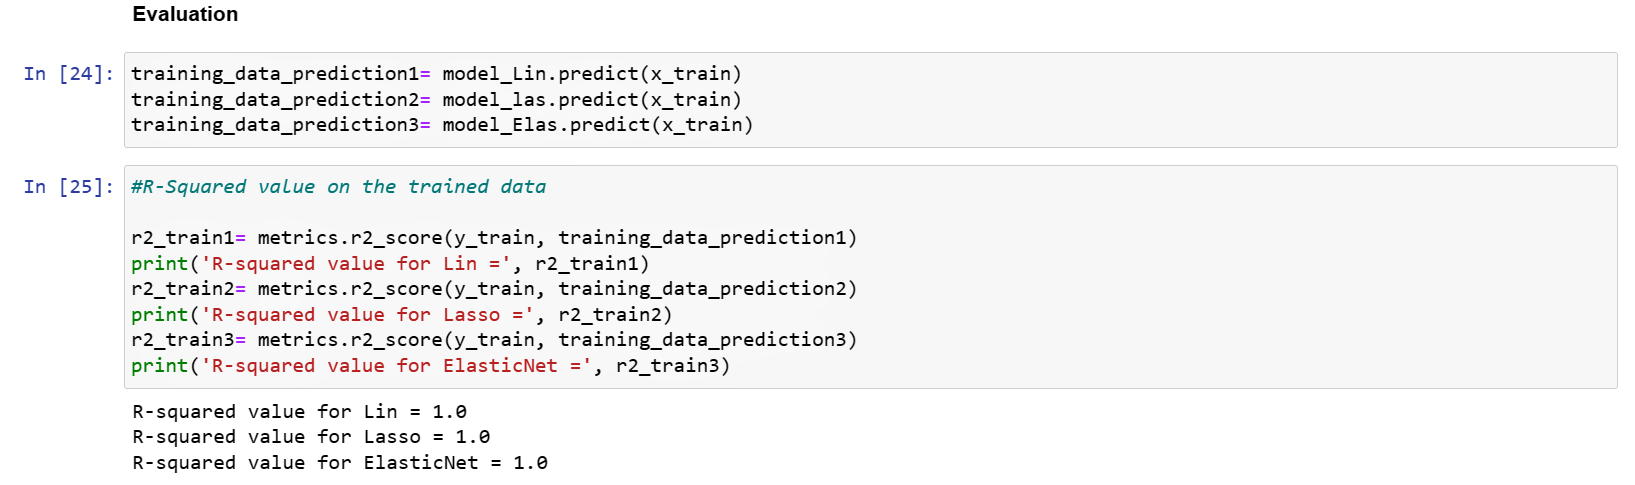 Evaluation
In [24]: training_data_prediction1= model_Lin.predict(x_train)
training_data_prediction2= model_las.predict(x_train)
training_data_prediction3= model_Elas.predict(x_train)
In [25]: #R-Squared value on the trained data
r2_train1= metrics.r2_score(y_train, training_data_prediction1)
print('R-squared value for Lin =', r2_train1)
r2_train2= metrics.r2_score(y_train, training_data_prediction2)
print('R-squared value for Lasso =', r2_train2)
r2_train3= metrics.r2_score(y_train, training_data_prediction3)
print('R-squared value for ElasticNet =', r2_train3)
R-squared value for Lin = 1.0
R-squared value for Lasso = 1.0
R-squared value for ElasticNet = 1.0